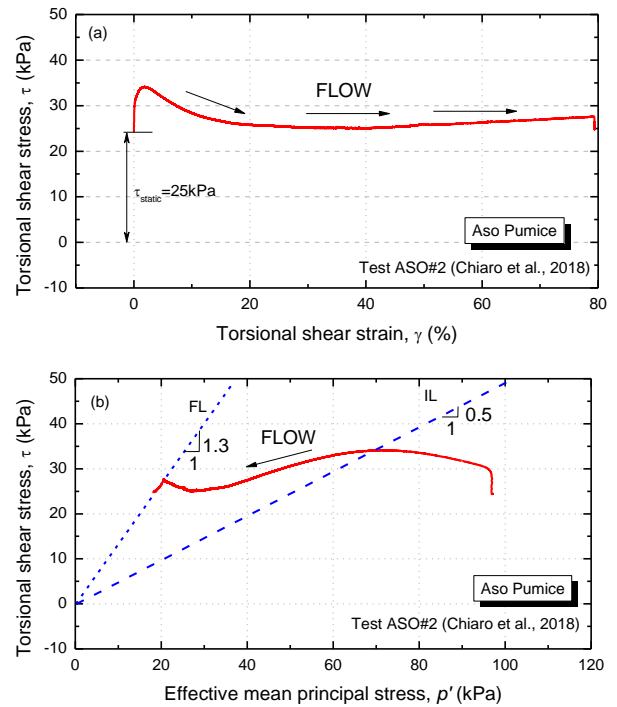 (a)
50
40
30
20
10
0
-10
Torsional shear stress, τ (kPa)
FLOW
τstatic=25kPa
Aso Pumice
Test ASO#2 (Chiaro et al., 2018)
0 20 40 60 80
Torsional shear strain, γ (%)
(b)
50
40
30
20
10
0
-10
Torsional shear stress, τ (kPa)
FL
1.3
1
FLOW
IL
0.5
1
Aso Pumice
Test ASO#2 (Chiaro et al., 2018)
0 20 40 60 80 100 120
Effective mean principal stress, p' (kPa)